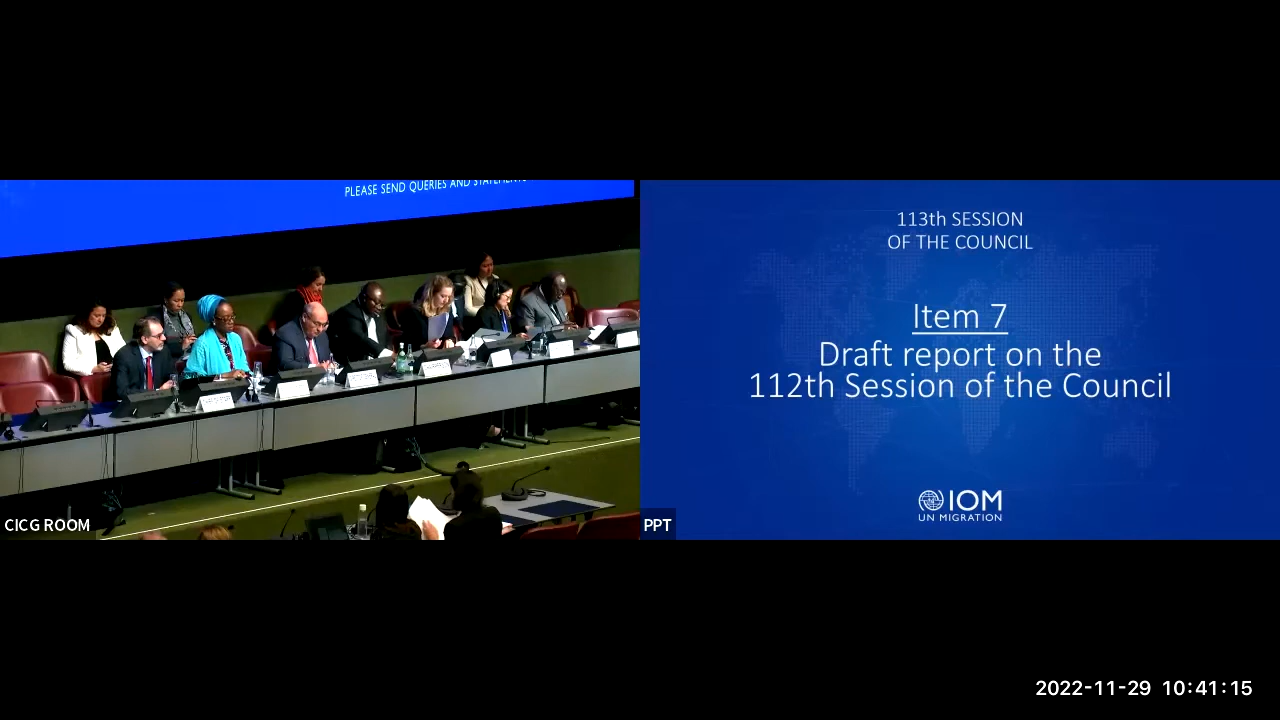 PLEASE SEND QUERIES AND STATEMENTS
CICG ROOM
113th SESSION
OF THE COUNCIL
Item 7
Draft report on the
112th Session of the Council
IOM
UN MIGRATION
PPT
2022-11-29 10:41:15